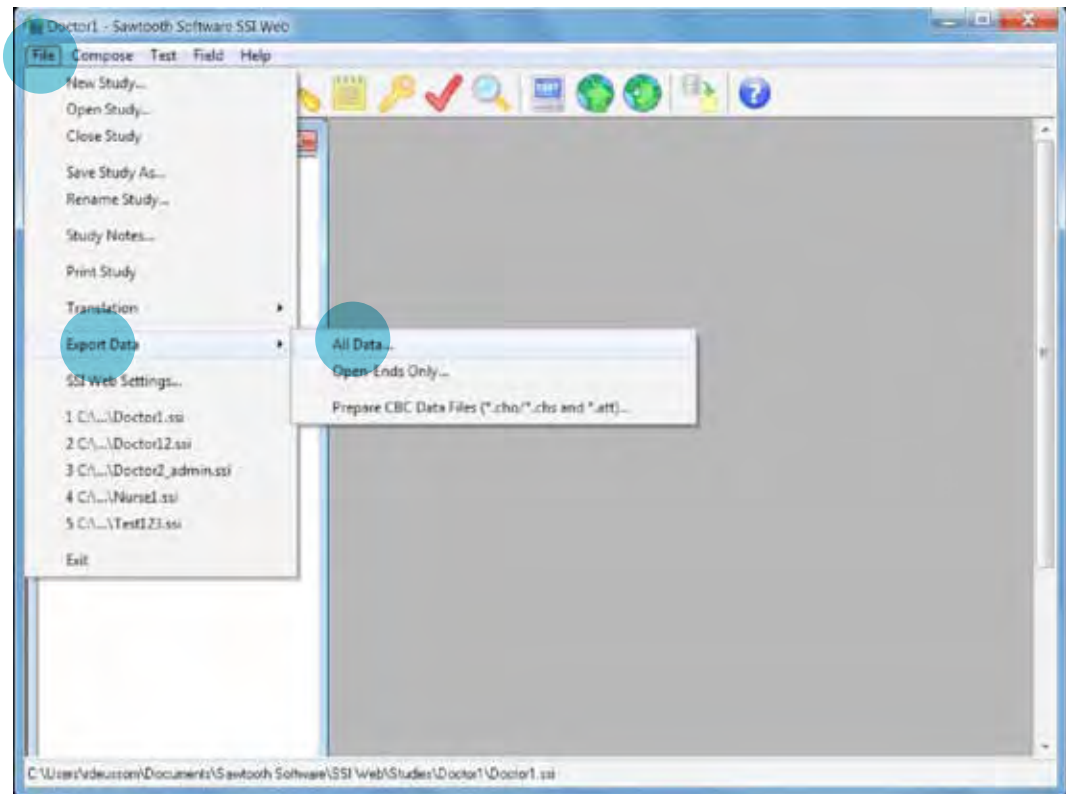 Doctor1 - Sawtooth Software SSI Web
File Compose Test Field Help
New Study...
Open Study...
Close Study
Save Study As...
Rename Study...
Study Notes...
Print Study
Translation
Export Data
All Data...
Open-Ends Only...
SSI Web Settings...
Prepare CBC Data Files (*.cho/*.chs and *.att)...
1 C:\...\Doctor1.ssi
2 C:\...\Doctor12.ssi
3 C:\...\Doctor2_admin.ssi
4 C:\...\Nurse1.ssi
5 C:\...\Test123.ssi
Exit
C:\Users\rdeussom\Documents\Sawtooth Software\SSI Web\Studies\Doctor1\Doctor1.ssi